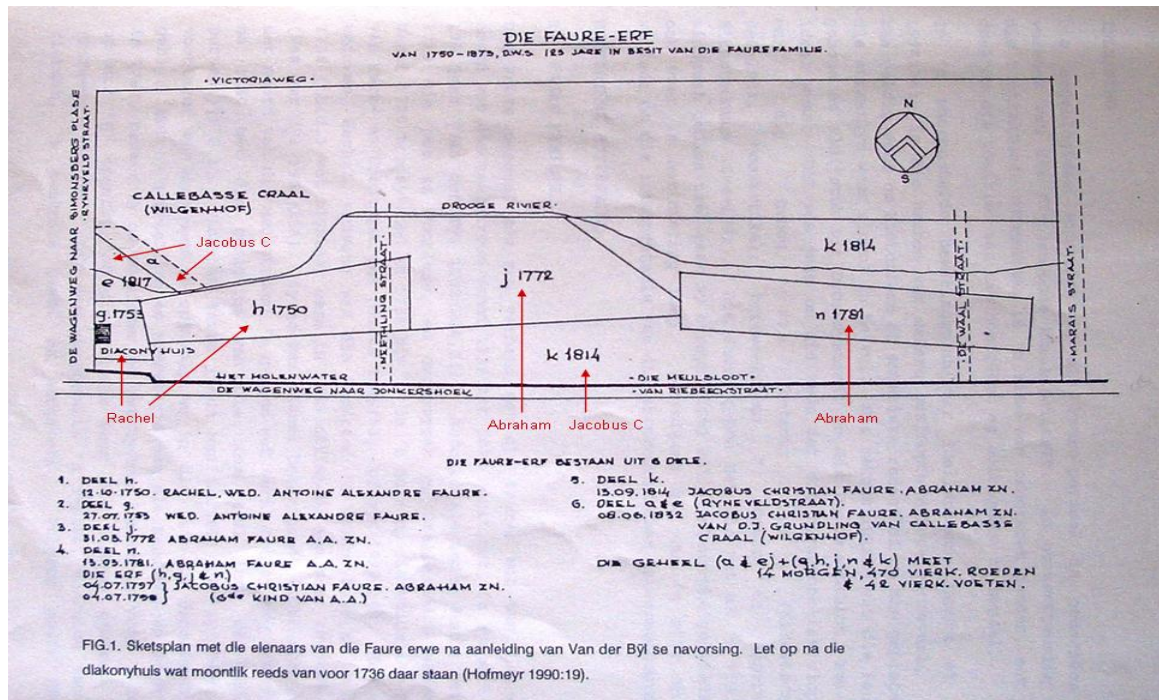 DIE FAURE-ERF
VAN 1750-1875, D.W.S. 125 JARE IN BESIT VAN DIE FAUREFAMILIE.
·VICTORIAWEG·
DE WAGENWEG NAAR SIMONSBERG PLASE
·RYNEVELD STRAAT·
CALLEBASSE CRAAL
(WILGENHOF)
N
S
DROOGE RIVIER·
Jacobus C
a
e 1817
g.1753
DIACONYHUIS
h 1750
NEETHLING STRAAT·
j 1772
k 1814
n 1781
DE WAAL STRAAT·
·MARAIS STRAAT·
k 1814
HET MOLENWATER
·DIE MEULSLOOT·
DE WAGENWEG NAAR JONKERSHOEK
·VAN RIEBEECKSTRAAT·
Rachel
Abraham
Jacobus C
Abraham
DIE FAURE-ERF BESTAAN UIT 6 DELE.
1. DEEL h.
12.10.1750. RACHEL, WED. ANTOINE ALEXANDRE FAURE.
2. DEEL g.
27.07.1753 WED. ANTOINE ALEXANDRE FAURE.
3. DEEL j.
31.03.1772 ABRAHAM FAURE A.A. ZN.
4. DEEL n.
15.03.1781. ABRAHAM FAURE A.A. ZN.
DIE ERF (h, g, j & n)
04.07.1797 } JACOBUS CHRISTIAN FAURE. ABRAHAM ZN.
04.07.1798 } (6de KIND VAN A.A.)
5. DEEL k.
13.09.1814 JACOBUS CHRISTIAN FAURE. ABRAHAM ZN.
6. DEEL a & e (RYNEVELDSTRAAT).
08.06.1832 JACOBUS CHRISTIAN FAURE. ABRAHAM ZN.
VAN D.J. GRUNDLING VAN CALLEBASSE
CRAAL (WILGENHOF).
DIE GEHEEL (a & e) + (g, h, j, n & k) MEET
14 MORGEN, 470 VIERK. ROEDEN
& 42 VIERK. VOETEN.
FIG.1. Sketsplan met die eienaars van die Faure erwe na aanleiding van Van der Bÿl se navorsing. Let op na die
diakonyhuis wat moontlik reeds van voor 1736 daar staan (Hofmeyr 1990:19).